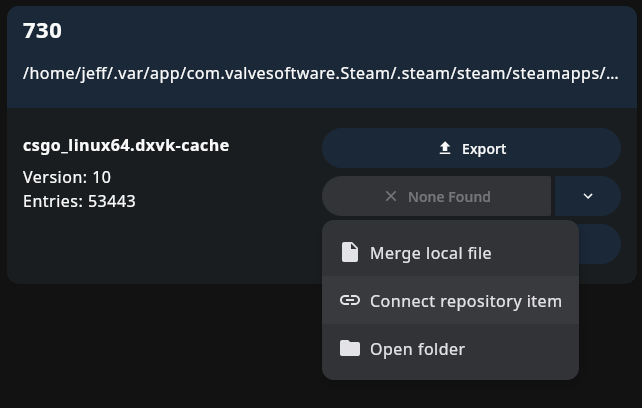 730
/home/jeff/.var/app/com.valvesoftware.Steam/.steam/steam/steamapps/...
csgo_linux64.dxvk-cache
Version: 10
Entries: 53443
Export
None Found
Merge local file
Connect repository item
Open folder